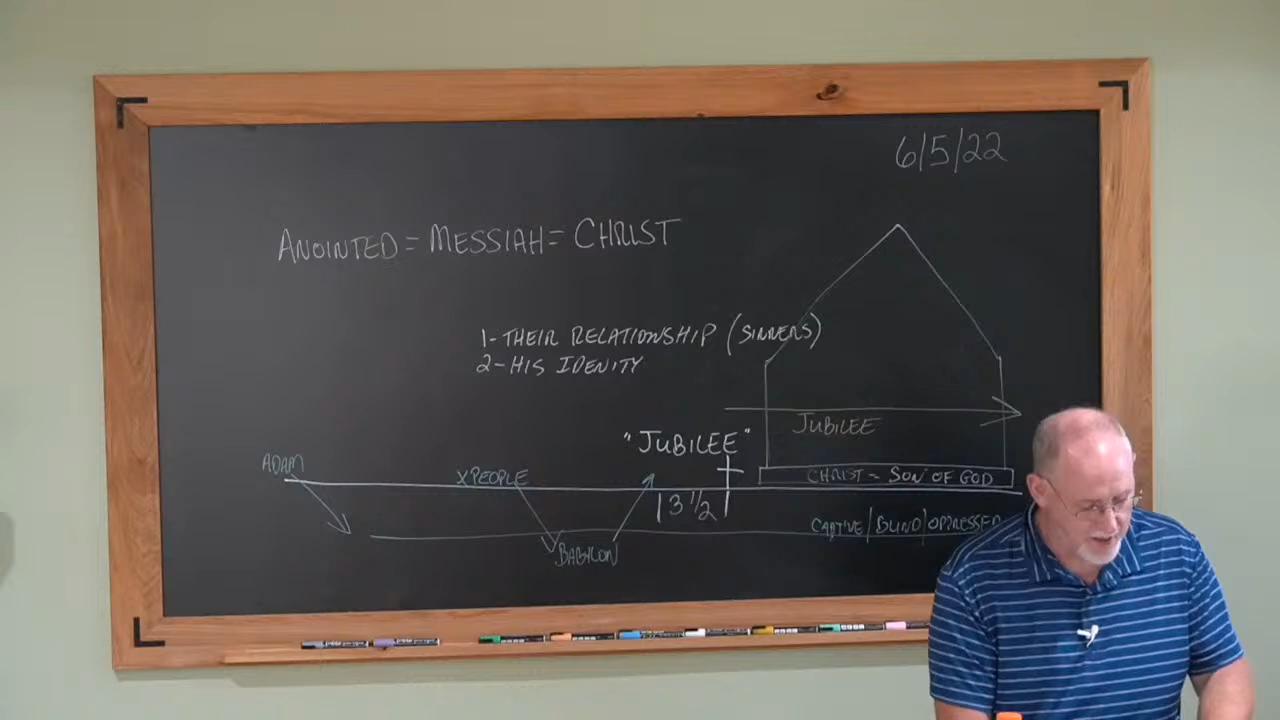 6/5/22
ANOINTED = MESSIAH = CHRIST
1-THEIR RELATIONSHIP (SINNERS)
2-HIS IDENITY
JUBILEE
"JUBILEE"
ADAM
XPEOPLE
CHRIST = SON OF GOD
3 1/2
CAPTIVE/BLIND/OPPRESSED
BABYLON